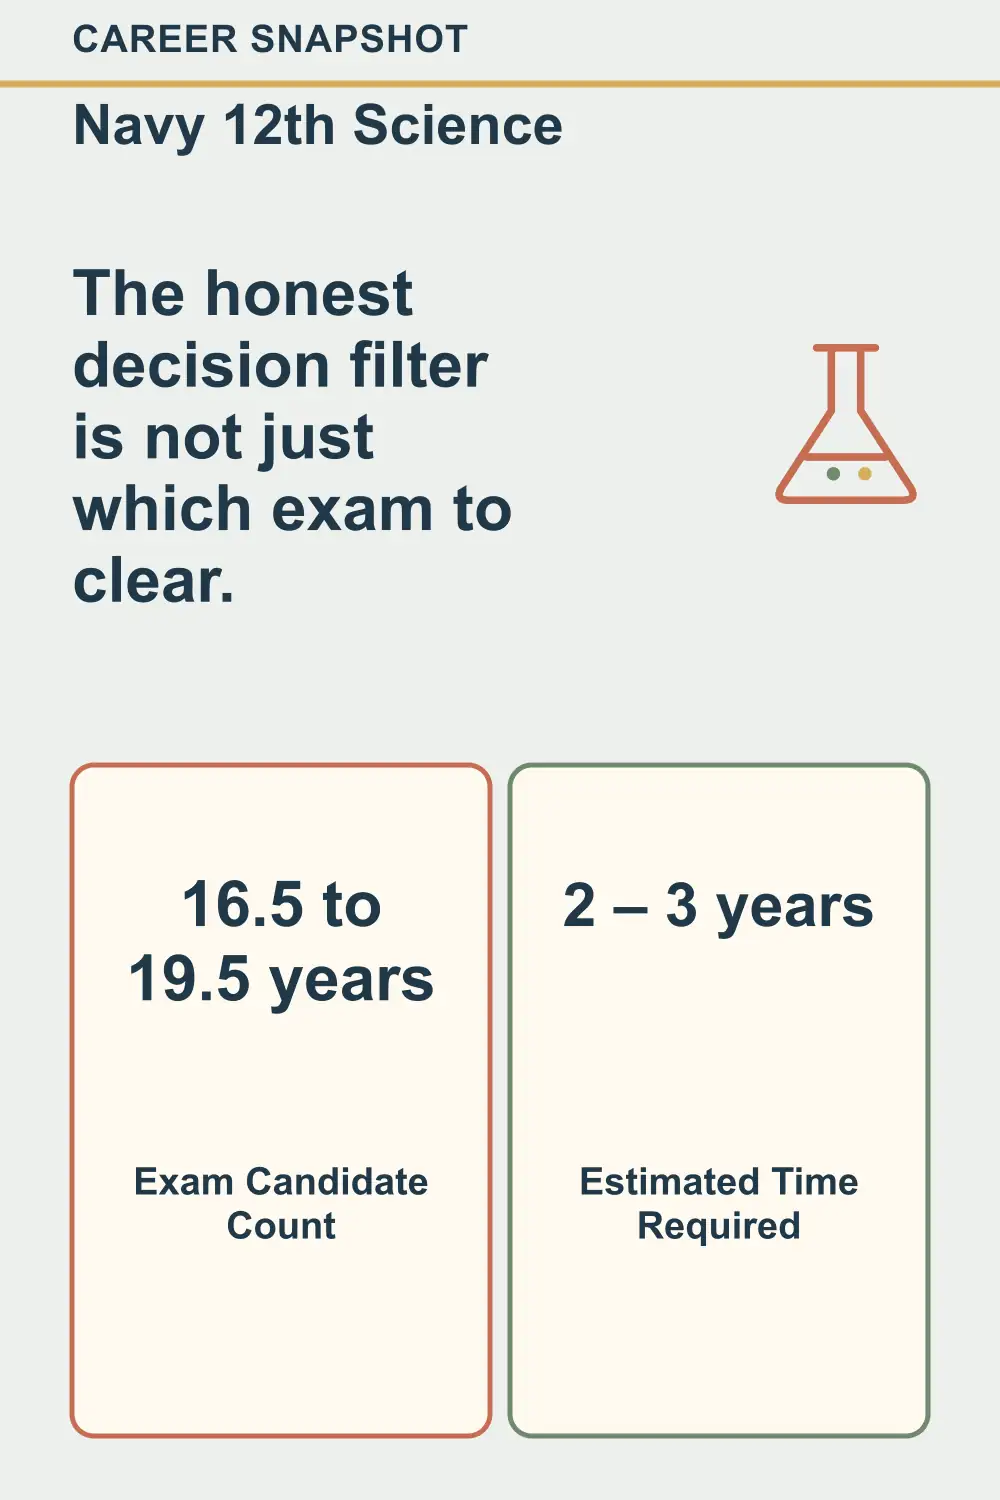 CAREER SNAPSHOT
Navy 12th Science
The honest
decision filter
is not just
which exam to
clear.
16.5 to
19.5 years
Exam Candidate
Count
2 – 3 years
Estimated Time
Required